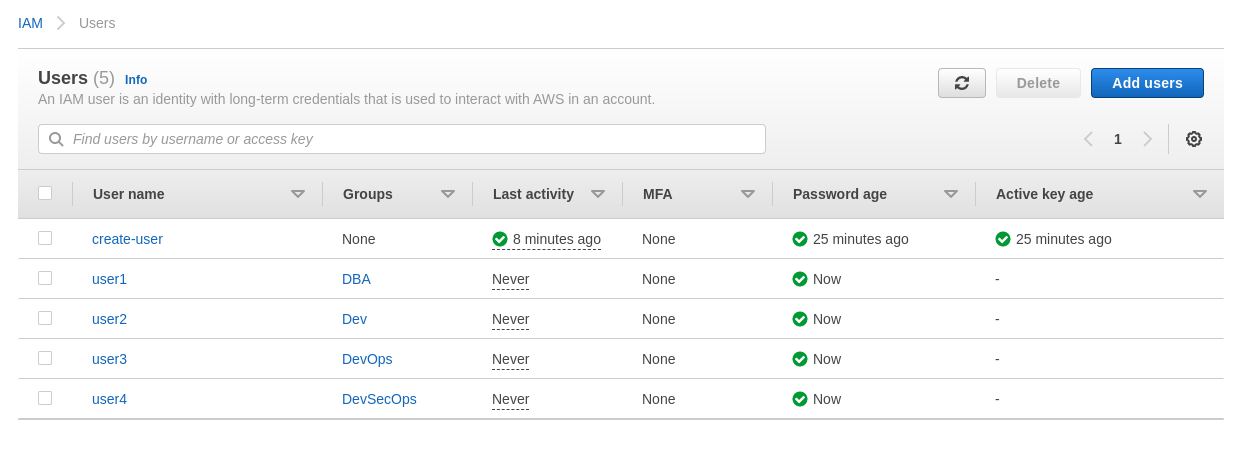 IAM > Users
Users (5) Info
An IAM user is an identity with long-term credentials that is used to interact with AWS in an account.
Delete
Add users
Find users by username or access key
1
User name Groups Last activity MFA Password age Active key age
create-user None 8 minutes ago None 25 minutes ago 25 minutes ago
user1 DBA Never None Now -
user2 Dev Never None Now -
user3 DevOps Never None Now -
user4 DevSecOps Never None Now -